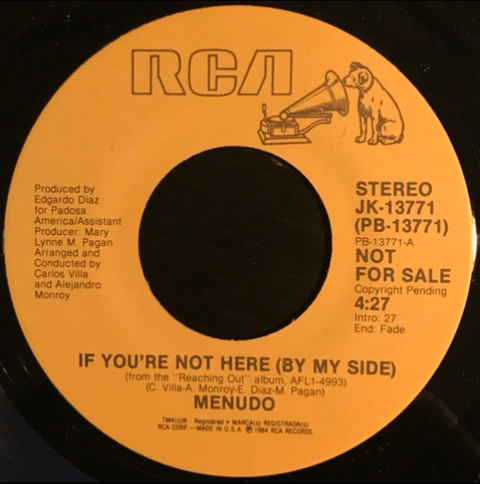 RCA
Produced by
Edgardo Diaz
for Padosa
America/Assistant
Producer: Mary
Lynne M. Pagan
Arranged and
Conducted by
Carlos Villa
and Alejandro
Monroy
STEREO
JK-13771
(PB-13771)
PB-13771-A
NOT
FOR SALE
Copyright Pending
4:27
Intro: 27
End: Fade
IF YOU'RE NOT HERE (BY MY SIDE)
(from the "Reaching Out" album, AFL1-4993)
(C. Villa-A. Monroy-E. Diaz-M. Pagan)
MENUDO
TMK(s)® Registered • MARCA(s) REGISTRADA(s)
RCA CORP.—MADE IN U.S.A. ℗ 1984 RCA RECORDS